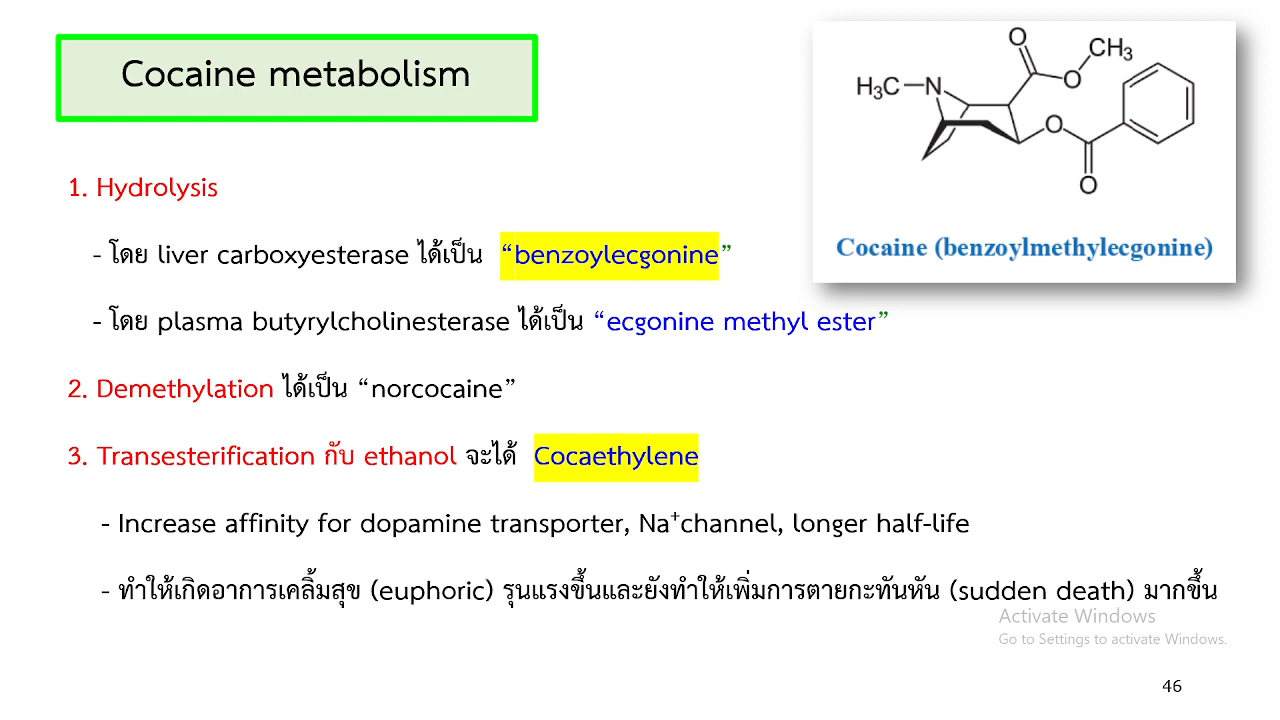 Cocaine metabolism
O
CH3
H3C
N
O
O
O
Cocaine (benzoylmethylecgonine)
1. Hydrolysis
- โดย liver carboxyesterase ได้เป็น “benzoylecgonine”
- โดย plasma butyrylcholinesterase ได้เป็น “ecgonine methyl ester”
2. Demethylation ได้เป็น “norcocaine”
3. Transesterification กับ ethanol จะได้ Cocaethylene
- Increase affinity for dopamine transporter, Na+channel, longer half-life
- ทำให้เกิดอาการเคลิ้มสุข (euphoric) รุนแรงขึ้นและยังทำให้เพิ่มการตายกะทันหัน (sudden death) มากขึ้น
Activate Windows
Go to Settings to activate Windows.
46